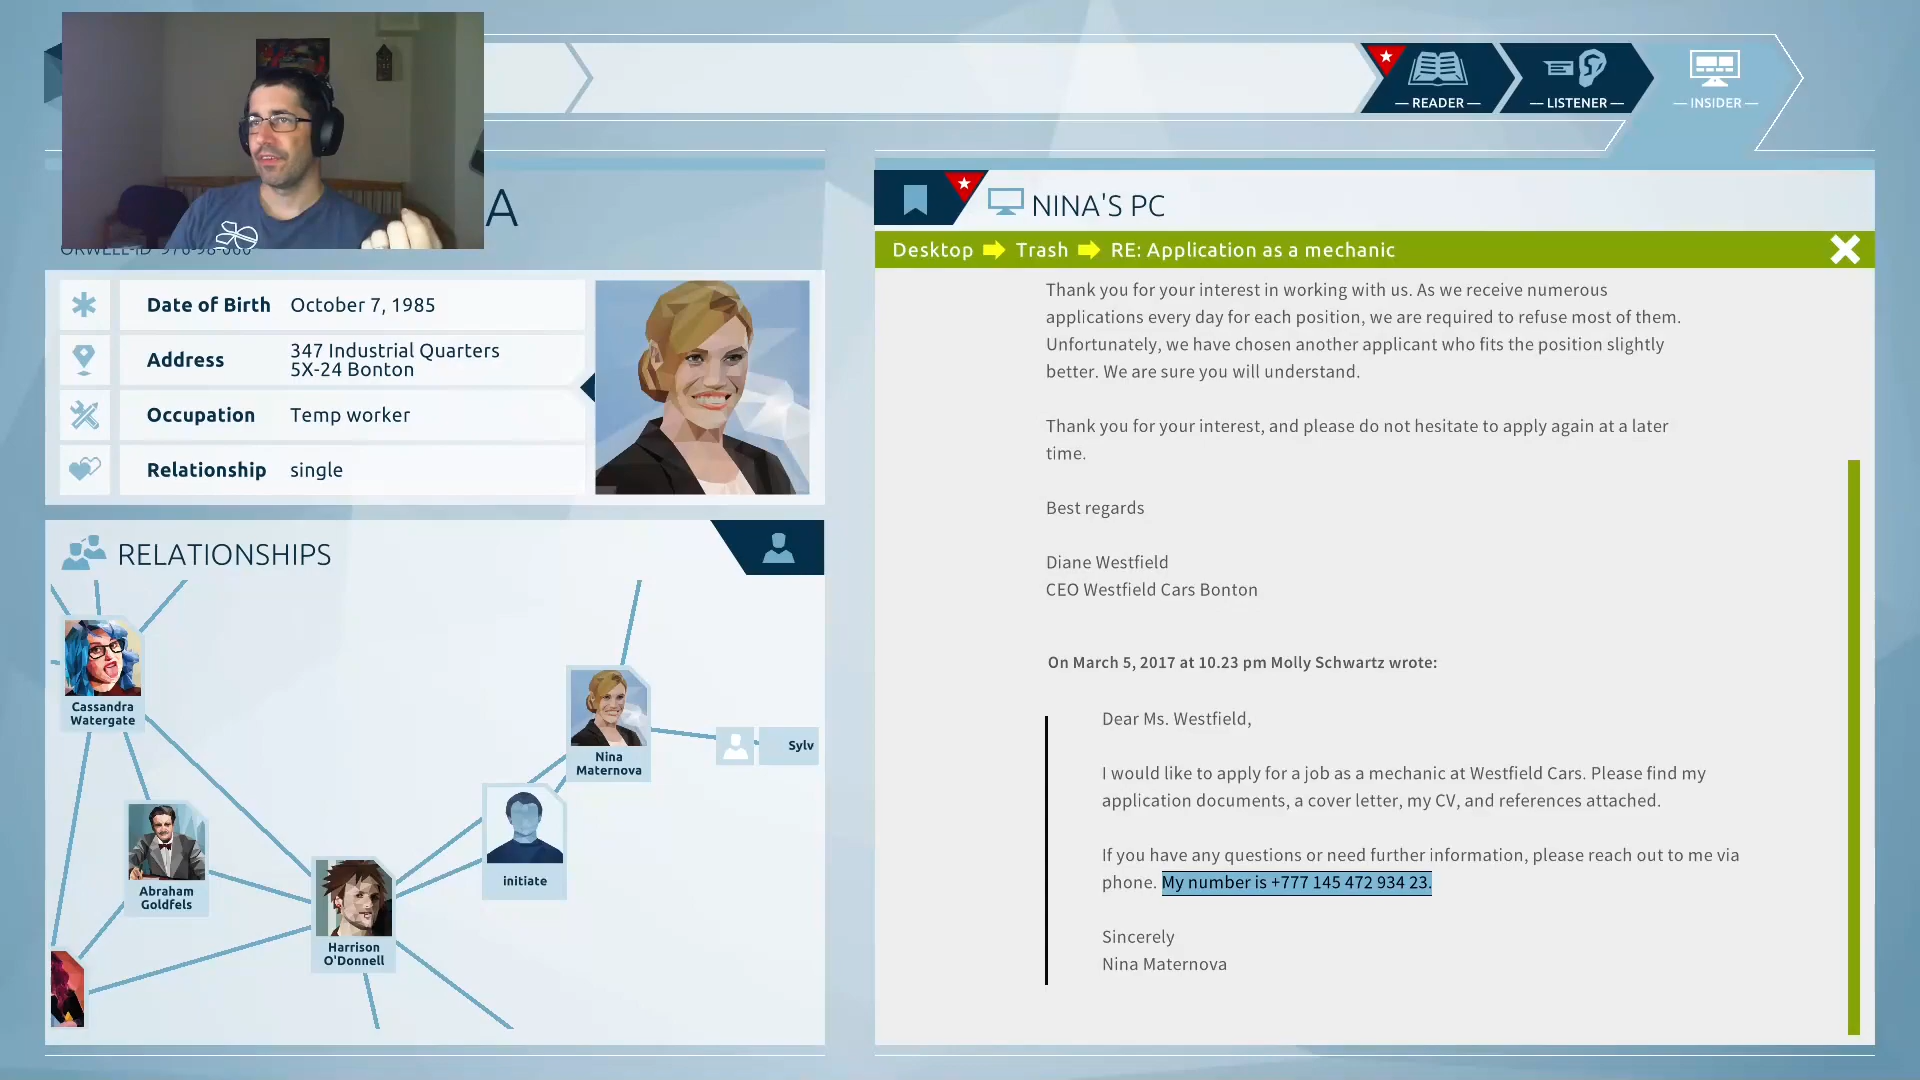 READER
LISTENER
INSIDER
A
NINA'S PC
Desktop Trash RE: Application as a mechanic
Date of Birth October 7, 1985
Address 347 Industrial Quarters
5X-24 Bonton
Occupation Temp worker
Relationship single
RELATIONSHIPS
Cassandra
Watergate
Nina
Maternova
Sylv
Abraham
Goldfels
initiate
Harrison
O'Donnell
Thank you for your interest in working with us. As we receive numerous
applications every day for each position, we are required to refuse most of them.
Unfortunately, we have chosen another applicant who fits the position slightly
better. We are sure you will understand.
Thank you for your interest, and please do not hesitate to apply again at a later
time.
Best regards
Diane Westfield
CEO Westfield Cars Bonton
On March 5, 2017 at 10.23 pm Molly Schwartz wrote:
Dear Ms. Westfield,
I would like to apply for a job as a mechanic at Westfield Cars. Please find my
application documents, a cover letter, my CV, and references attached.
If you have any questions or need further information, please reach out to me via
phone. My number is +777 145 472 934 23.
Sincerely
Nina Maternova